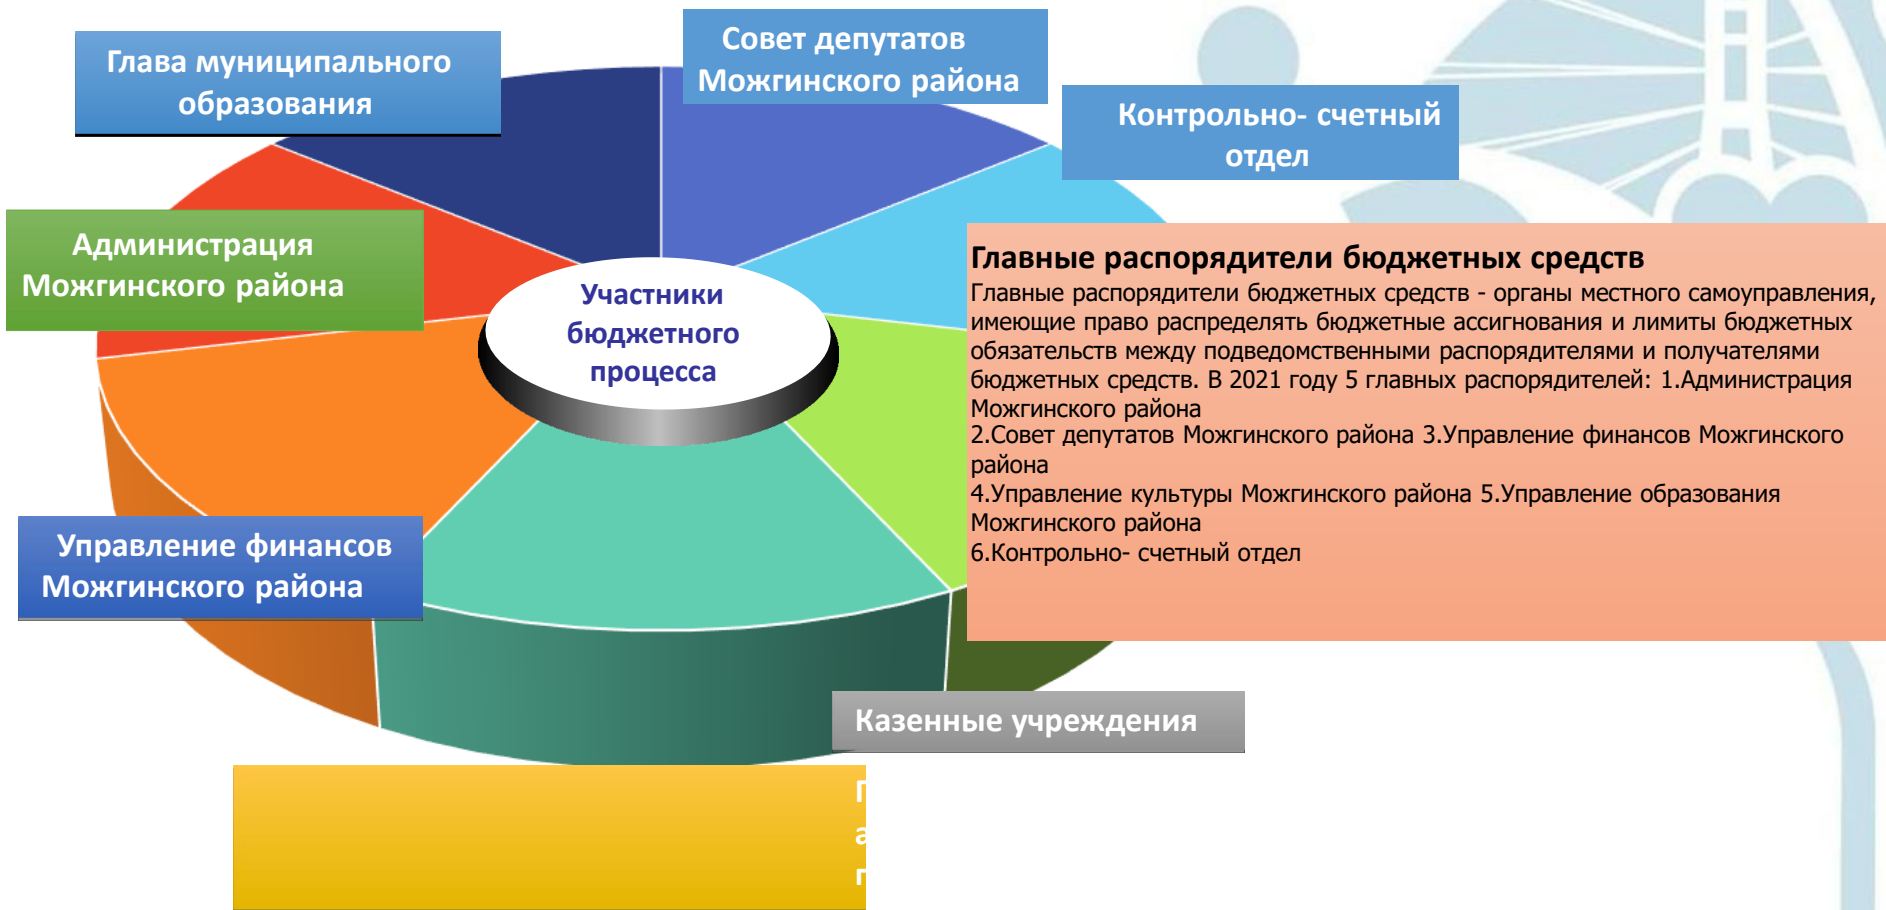 Совет депутатов
Можгинского района
Глава муниципального
образования
Контрольно- счетный
отдел
Администрация
Можгинского района
Участники
бюджетного
процесса
Главные распорядители бюджетных средств
Главные распорядители бюджетных средств - органы местного самоуправления,
имеющие право распределять бюджетные ассигнования и лимиты бюджетных
обязательств между подведомственными распорядителями и получателями
бюджетных средств. В 2021 году 5 главных распорядителей: 1.Администрация
Можгинского района
2.Совет депутатов Можгинского района 3.Управление финансов Можгинского
района
4.Управление культуры Можгинского района 5.Управление образования
Можгинского района
6.Контрольно- счетный отдел
Управление финансов
Можгинского района
Казенные учреждения